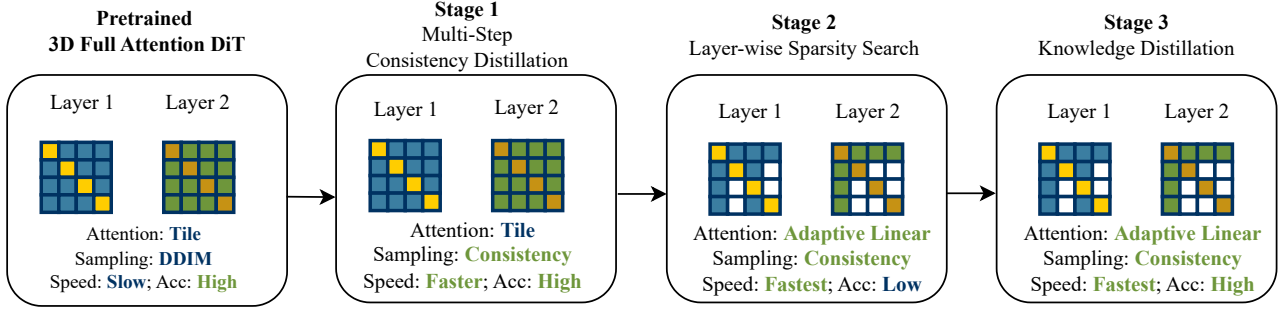 Pretrained
3D Full Attention DiT
Layer 1
Layer 2
Attention: Tile
Sampling: DDIM
Speed: Slow; Acc: High
Stage 1
Multi-Step
Consistency Distillation
Layer 1
Layer 2
Attention: Tile
Sampling: Consistency
Speed: Faster; Acc: High
Stage 2
Layer-wise Sparsity Search
Layer 1
Layer 2
Attention: Adaptive Linear
Sampling: Consistency
Speed: Fastest; Acc: Low
Stage 3
Knowledge Distillation
Layer 1
Layer 2
Attention: Adaptive Linear
Sampling: Consistency
Speed: Fastest; Acc: High